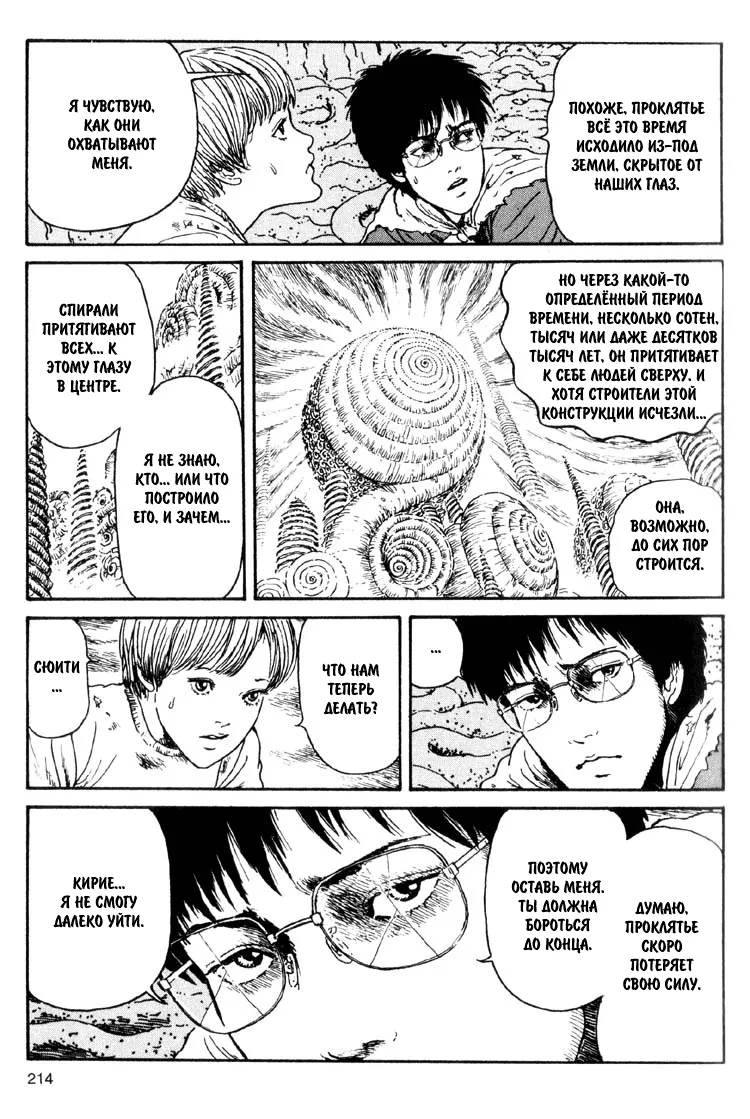 ПОХОЖЕ, ПРОКЛЯТЬЕ
ВСЁ ЭТО ВРЕМЯ
ИСХОДИЛО ИЗ-ПОД
ЗЕМЛИ, СКРЫТОЕ ОТ
НАШИХ ГЛАЗ.
Я ЧУВСТВУЮ,
КАК ОНИ
ОХВАТЫВАЮТ
МЕНЯ.
НО ЧЕРЕЗ КАКОЙ-ТО
ОПРЕДЕЛЁННЫЙ ПЕРИОД
ВРЕМЕНИ, НЕСКОЛЬКО СОТЕН,
ТЫСЯЧ ИЛИ ДАЖЕ ДЕСЯТКОВ
ТЫСЯЧ ЛЕТ, ОН ПРИТЯГИВАЕТ
К СЕБЕ ЛЮДЕЙ СВЕРХУ. И
ХОТЯ СТРОИТЕЛИ ЭТОЙ
КОНСТРУКЦИИ ИСЧЕЗЛИ...
ОНА,
ВОЗМОЖНО,
ДО СИХ ПОР
СТРОИТСЯ.
СПИРАЛИ
ПРИТЯГИВАЮТ
ВСЕХ... К
ЭТОМУ ГЛАЗУ
В ЦЕНТРЕ.
Я НЕ ЗНАЮ,
КТО... ИЛИ ЧТО
ПОСТРОИЛО
ЕГО, И ЗАЧЕМ...
...
ЧТО НАМ
ТЕПЕРЬ
ДЕЛАТЬ?
СЮИТИ
...
ДУМАЮ,
ПРОКЛЯТЬЕ
СКОРО
ПОТЕРЯЕТ
СВОЮ СИЛУ.
ПОЭТОМУ
ОСТАВЬ МЕНЯ.
ТЫ ДОЛЖНА
БОРОТЬСЯ
ДО КОНЦА.
КИРИЕ...
Я НЕ СМОГУ
ДАЛЕКО УЙТИ.
214